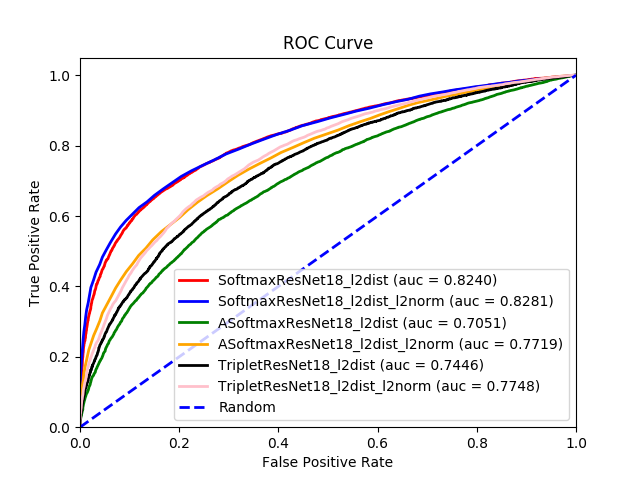 ROC Curve
True Positive Rate
1.0
0.8
0.6
0.4
0.2
0.0
SoftmaxResNet18_l2dist (auc = 0.8240)
SoftmaxResNet18_l2dist_l2norm (auc = 0.8281)
ASoftmaxResNet18_l2dist (auc = 0.7051)
ASoftmaxResNet18_l2dist_l2norm (auc = 0.7719)
TripletResNet18_l2dist (auc = 0.7446)
TripletResNet18_l2dist_l2norm (auc = 0.7748)
Random
0.0 0.2 0.4 0.6 0.8 1.0
False Positive Rate